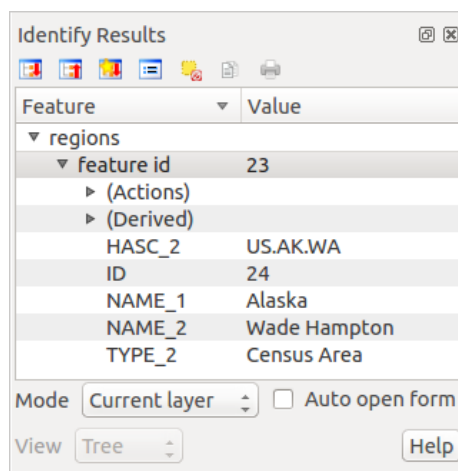 Identify Results
Feature Value
regions
feature id 23
(Actions)
(Derived)
HASC_2 US.AK.WA
ID 24
NAME_1 Alaska
NAME_2 Wade Hampton
TYPE_2 Census Area
Mode Current layer Auto open form
View Tree Help